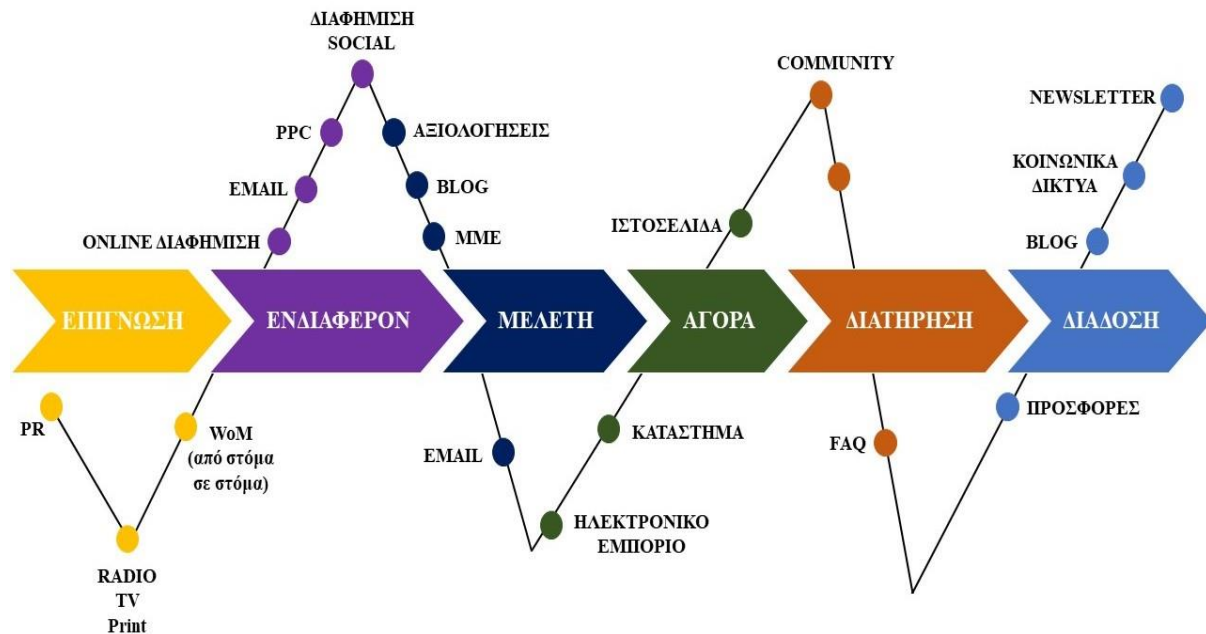 ΔΙΑΦΗΜΙΣΗ
SOCIAL
PPC
EMAIL
ONLINE ΔΙΑΦΗΜΙΣΗ
ΑΞΙΟΛΟΓΗΣΕΙΣ
BLOG
ΜΜΕ
COMMUNITY
ΙΣΤΟΣΕΛΙΔΑ
NEWSLETTER
ΚΟΙΝΩΝΙΚΑ
ΔΙΚΤΥΑ
BLOG
ΕΠΙΓΝΩΣΗ
ΕΝΔΙΑΦΕΡΟΝ
ΜΕΛΕΤΗ
ΑΓΟΡΑ
ΔΙΑΤΗΡΗΣΗ
ΔΙΑΔΟΣΗ
PR
WoM
(από στόμα
σε στόμα)
RADIO
TV
Print
EMAIL
ΚΑΤΑΣΤΗΜΑ
ΗΛΕΚΤΡΟΝΙΚΟ
ΕΜΠΟΡΙΟ
FAQ
ΠΡΟΣΦΟΡΕΣ